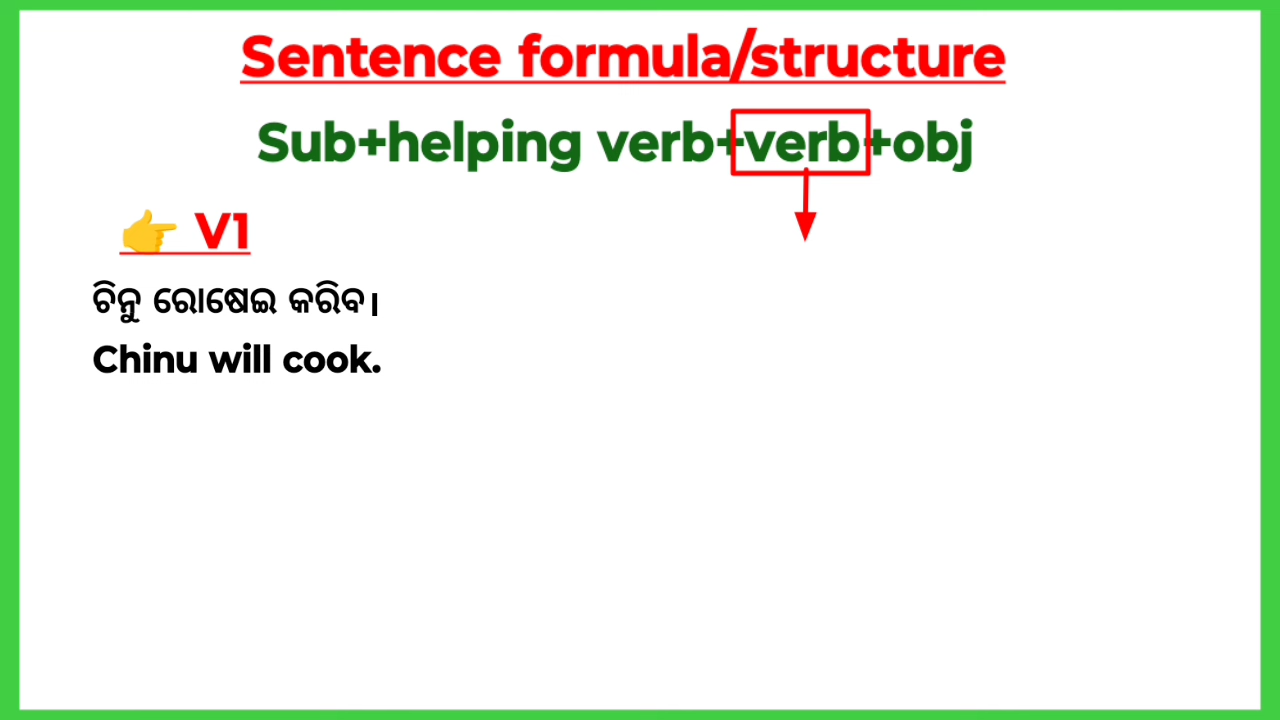 Sentence formula/structure
Sub+helping verb+verb+obj
👉 V1
ଚିନୁ ରୋଷେଇ କରିବ।
Chinu will cook.